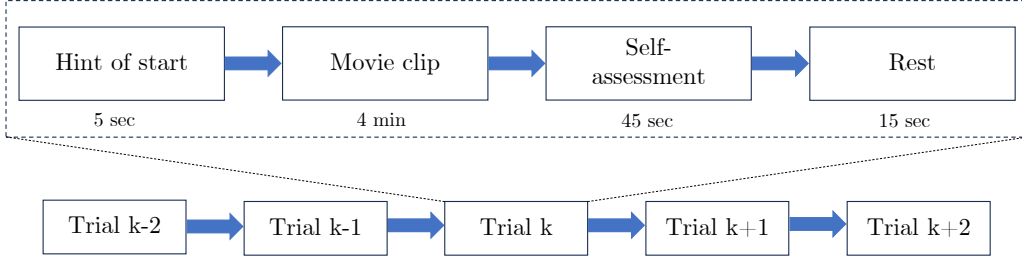 Hint of start
Movie clip
Self-
assessment
Rest
5 sec
4 min
45 sec
15 sec
Trial k-2
Trial k-1
Trial k
Trial k+1
Trial k+2